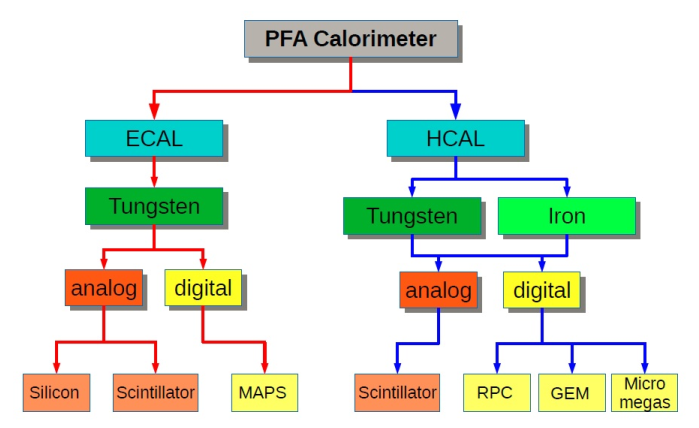 PFA Calorimeter
ECAL
HCAL
Tungsten
Tungsten
Iron
analog
digital
analog
digital
Silicon
Scintillator
MAPS
Scintillator
RPC
GEM
Micro
megas